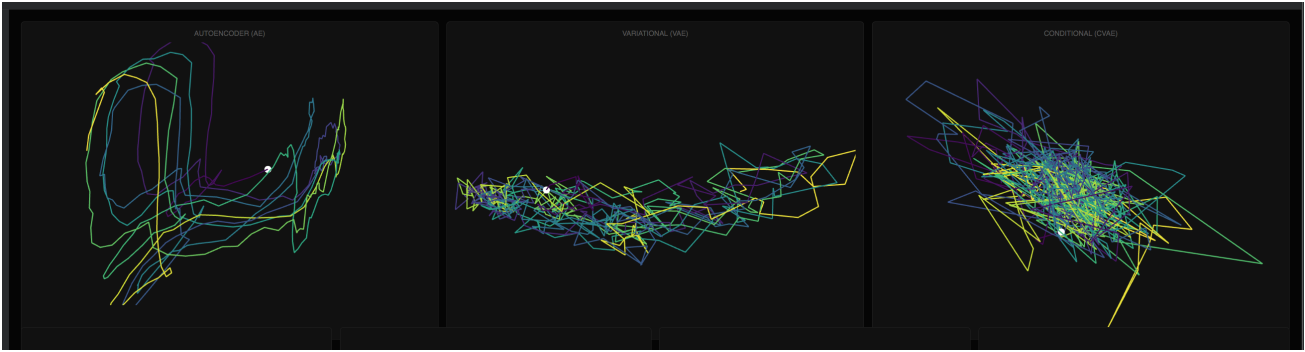 AUTOENCODER (AE)
VARIATIONAL (VAE)
CONDITIONAL (CVAE)